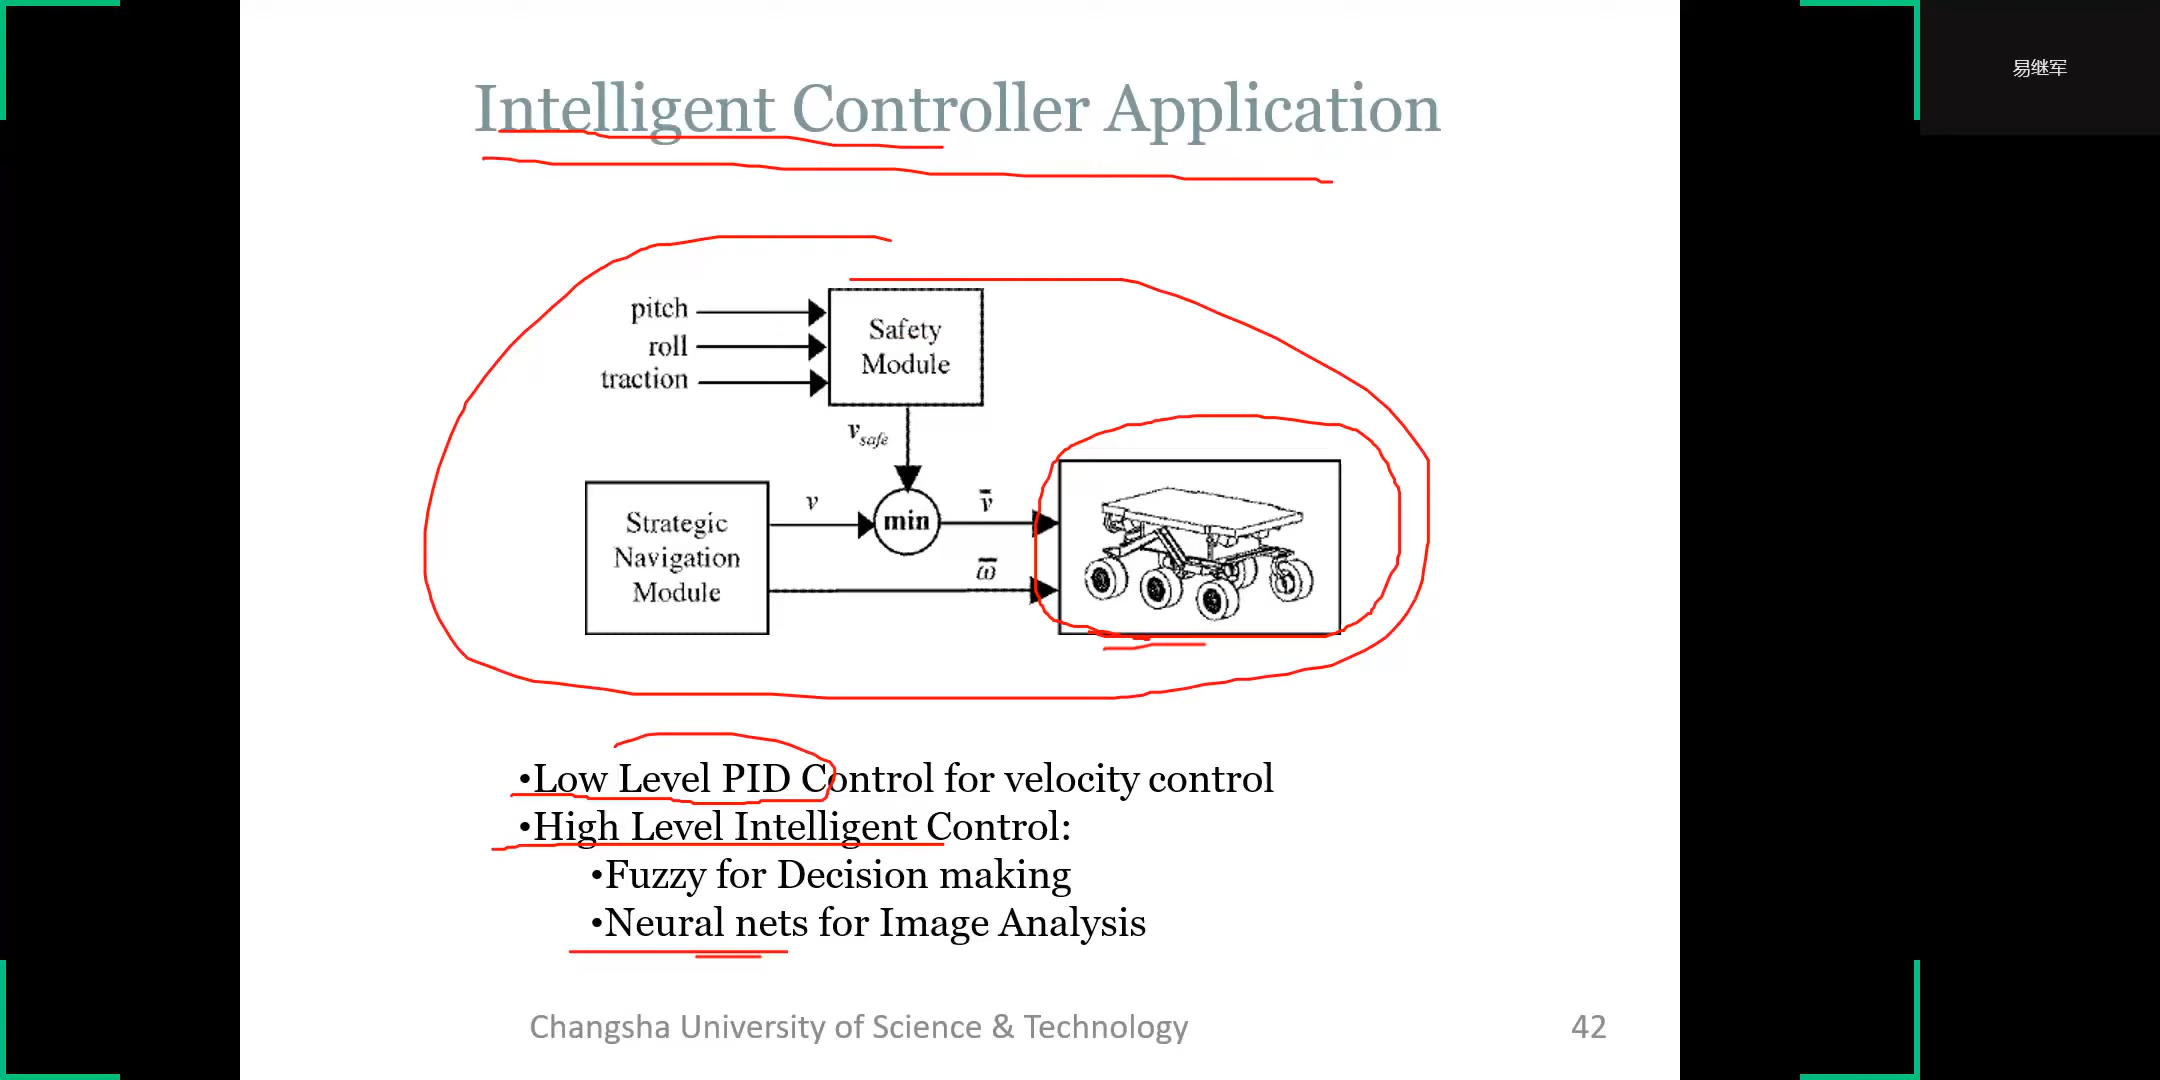 易继军
Intelligent Controller Application
pitch
roll
traction
Safety
Module
v_safe
Strategic
Navigation
Module
v
min
v̄
ω̄
•Low Level PID Control for velocity control
•High Level Intelligent Control:
•Fuzzy for Decision making
•Neural nets for Image Analysis
Changsha University of Science & Technology
42